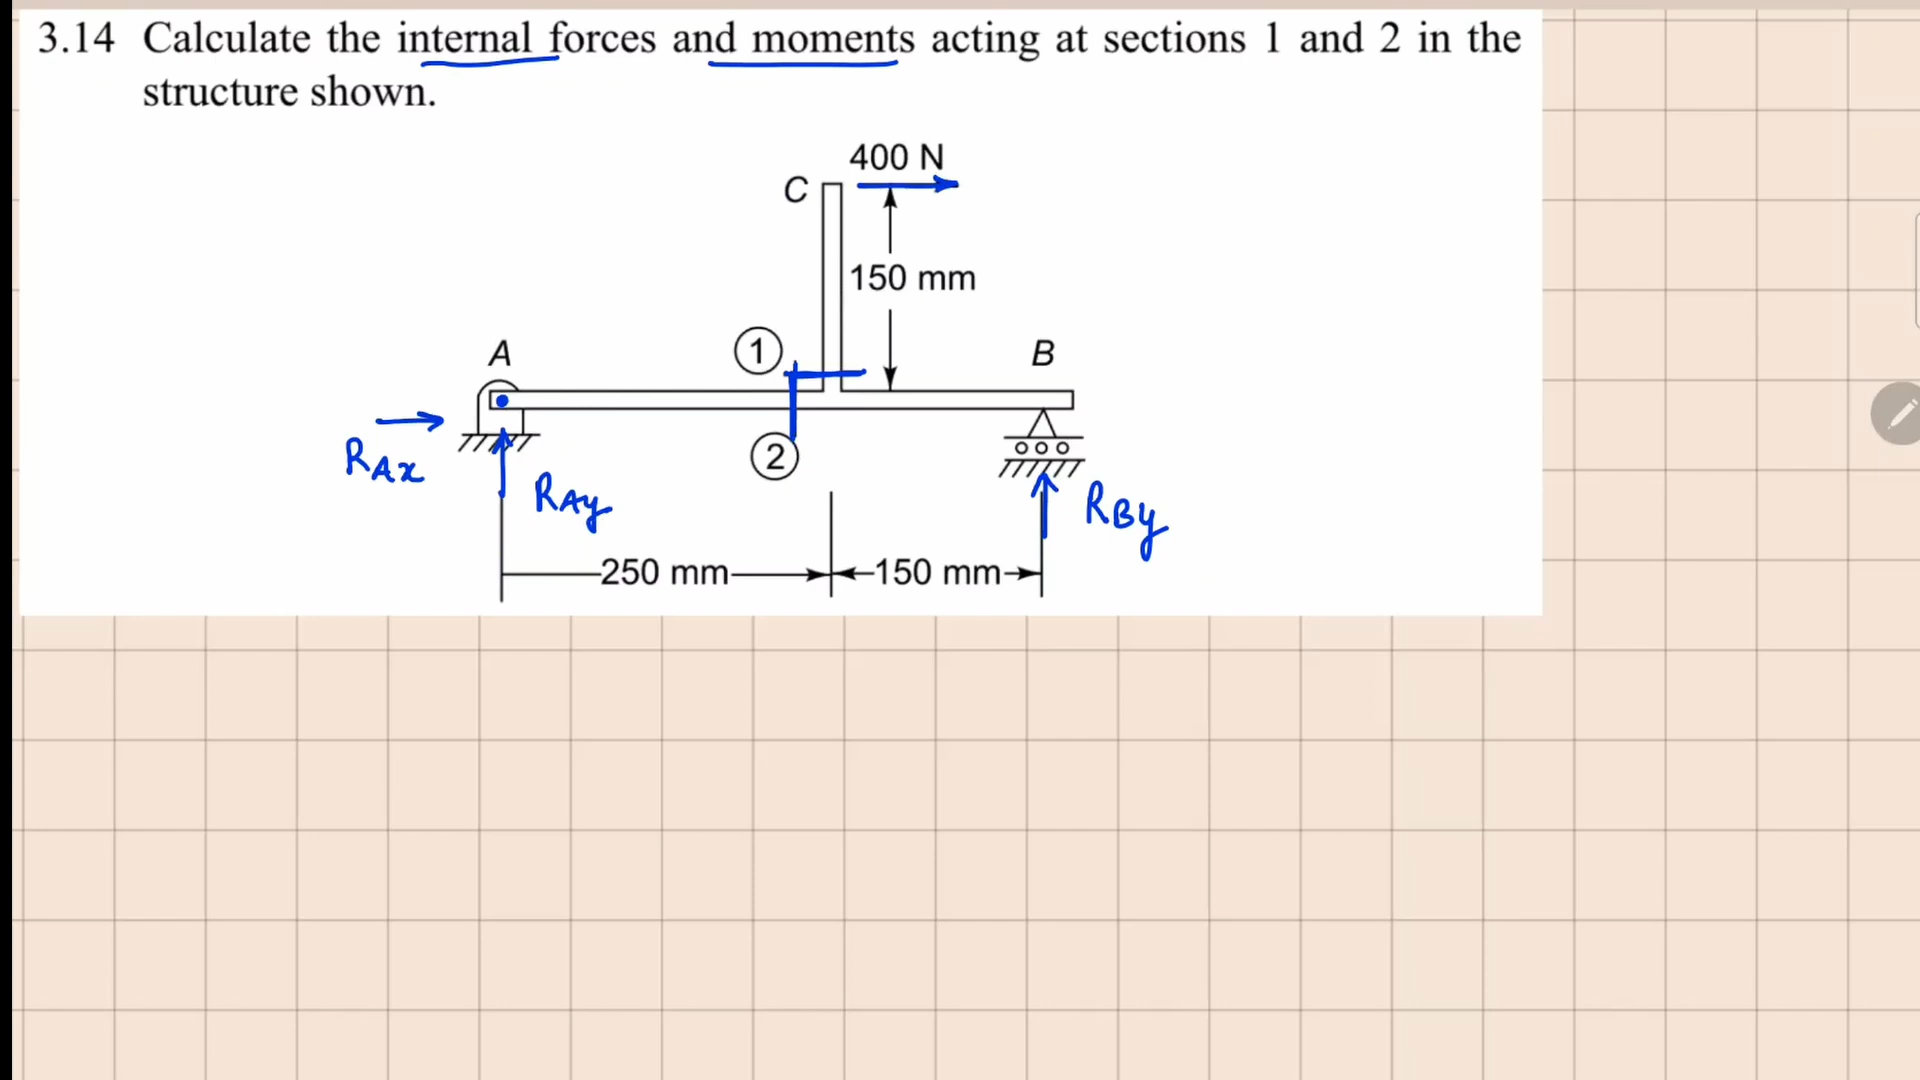 3.14 Calculate the internal forces and moments acting at sections 1 and 2 in the
structure shown.
400 N
C
150 mm
1
A
B
2
RAx
RAy
RBy
250 mm
150 mm